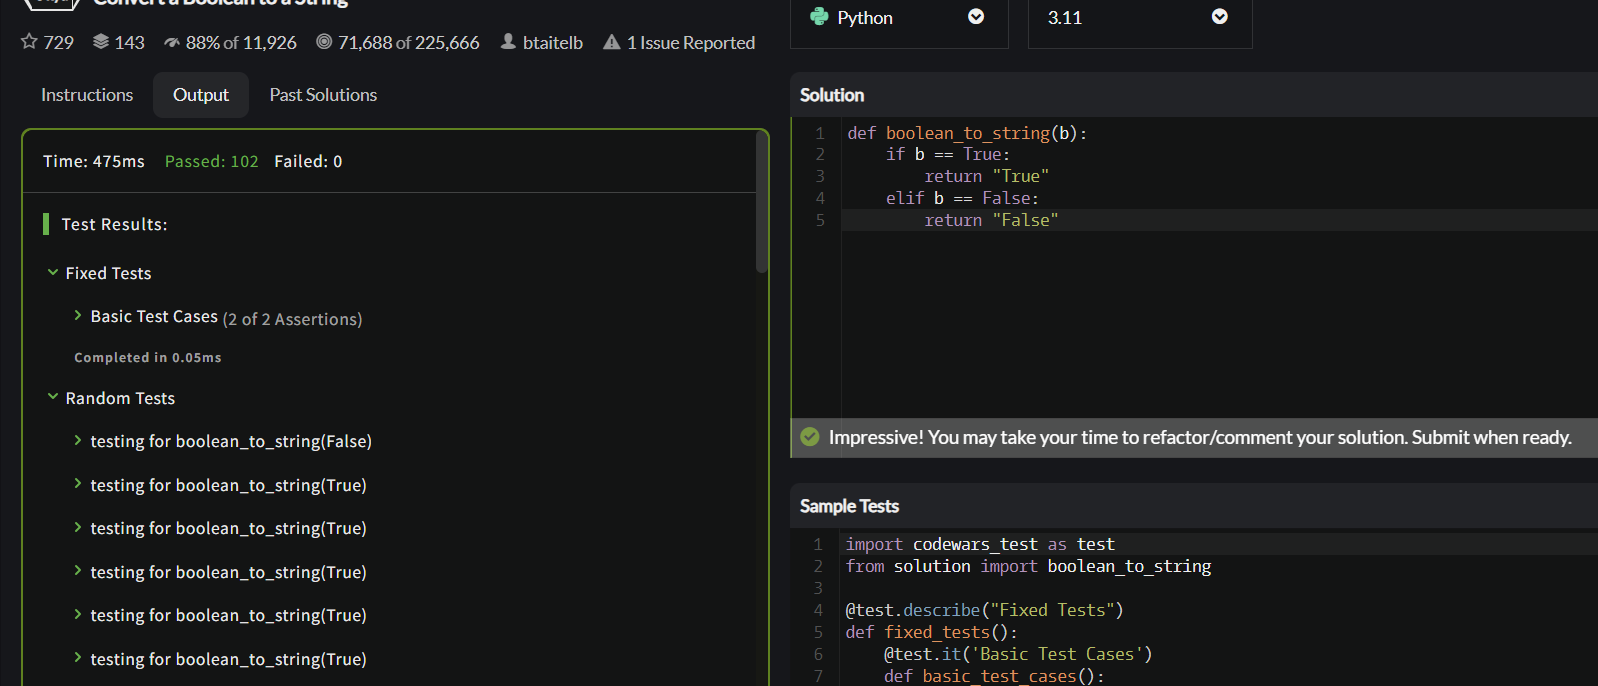 Convert a Boolean to a String
729 143 88% of 11,926 71,688 of 225,666 btaitelb 1 Issue Reported
Instructions Output Past Solutions
Time: 475ms Passed: 102 Failed: 0
Test Results:
Fixed Tests
Basic Test Cases (2 of 2 Assertions)
Completed in 0.05ms
Random Tests
testing for boolean_to_string(False)
testing for boolean_to_string(True)
testing for boolean_to_string(True)
testing for boolean_to_string(True)
testing for boolean_to_string(True)
testing for boolean_to_string(True)
Python 3.11
Solution
1 def boolean_to_string(b):
2 if b == True:
3 return "True"
4 elif b == False:
5 return "False"
Impressive! You may take your time to refactor/comment your solution. Submit when ready.
Sample Tests
1 import codewars_test as test
2 from solution import boolean_to_string
3
4 @test.describe("Fixed Tests")
5 def fixed_tests():
6 @test.it('Basic Test Cases')
7 def basic_test_cases():